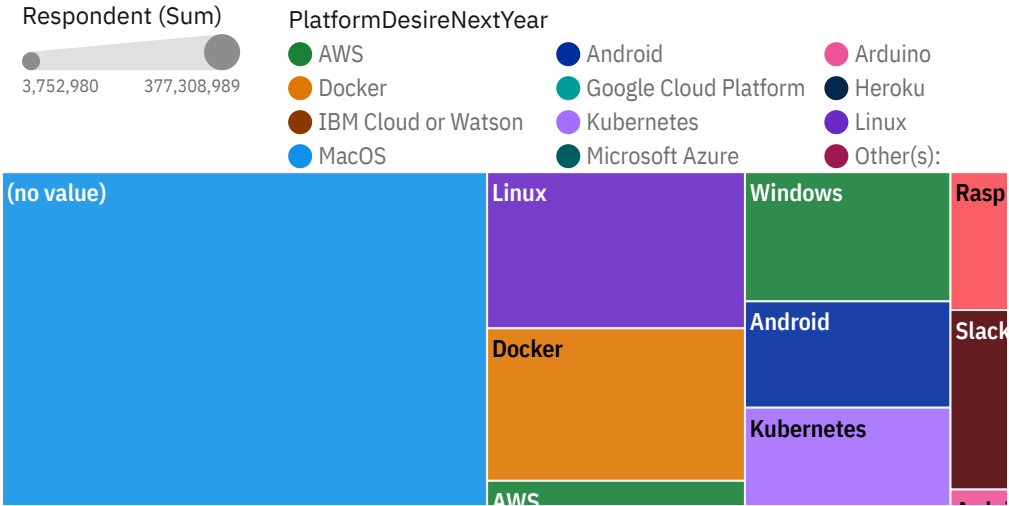 Respondent (Sum)
3,752,980 377,308,989
PlatformDesireNextYear
AWS Android Arduino
Docker Google Cloud Platform Heroku
IBM Cloud or Watson Kubernetes Linux
MacOS Microsoft Azure Other(s):
(no value) Linux Windows Rasp
Android
Slack
Docker
Kubernetes
AWS